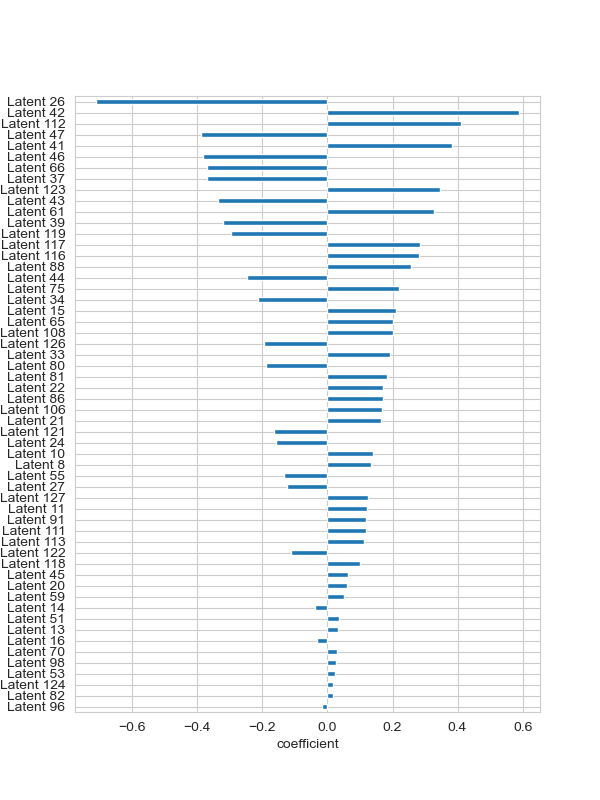 Latent 26
Latent 42
Latent 112
Latent 47
Latent 41
Latent 46
Latent 66
Latent 37
Latent 123
Latent 43
Latent 61
Latent 39
Latent 119
Latent 117
Latent 116
Latent 88
Latent 44
Latent 75
Latent 34
Latent 15
Latent 65
Latent 108
Latent 126
Latent 33
Latent 80
Latent 81
Latent 22
Latent 86
Latent 106
Latent 21
Latent 121
Latent 24
Latent 10
Latent 8
Latent 55
Latent 27
Latent 127
Latent 11
Latent 91
Latent 111
Latent 113
Latent 122
Latent 118
Latent 45
Latent 20
Latent 59
Latent 14
Latent 51
Latent 13
Latent 16
Latent 70
Latent 98
Latent 53
Latent 124
Latent 82
Latent 96
−0.6 −0.4 −0.2 0.0 0.2 0.4 0.6
coefficient